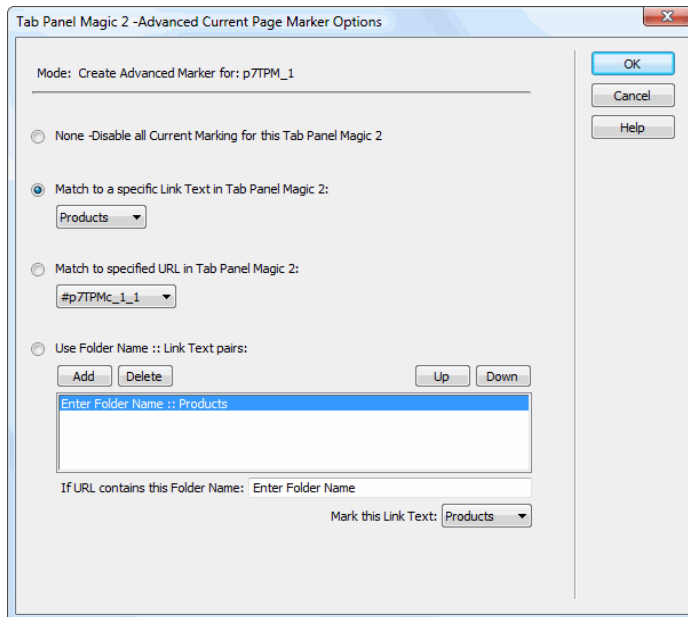 Tab Panel Magic 2 -Advanced Current Page Marker Options
Mode: Create Advanced Marker for: p7TPM_1
OK
Cancel
Help
None -Disable all Current Marking for this Tab Panel Magic 2
Match to a specific Link Text in Tab Panel Magic 2:
Products
Match to specified URL in Tab Panel Magic 2:
#p7TPMc_1_1
Use Folder Name :: Link Text pairs:
Add Delete Up Down
Enter Folder Name :: Products
If URL contains this Folder Name: Enter Folder Name
Mark this Link Text: Products